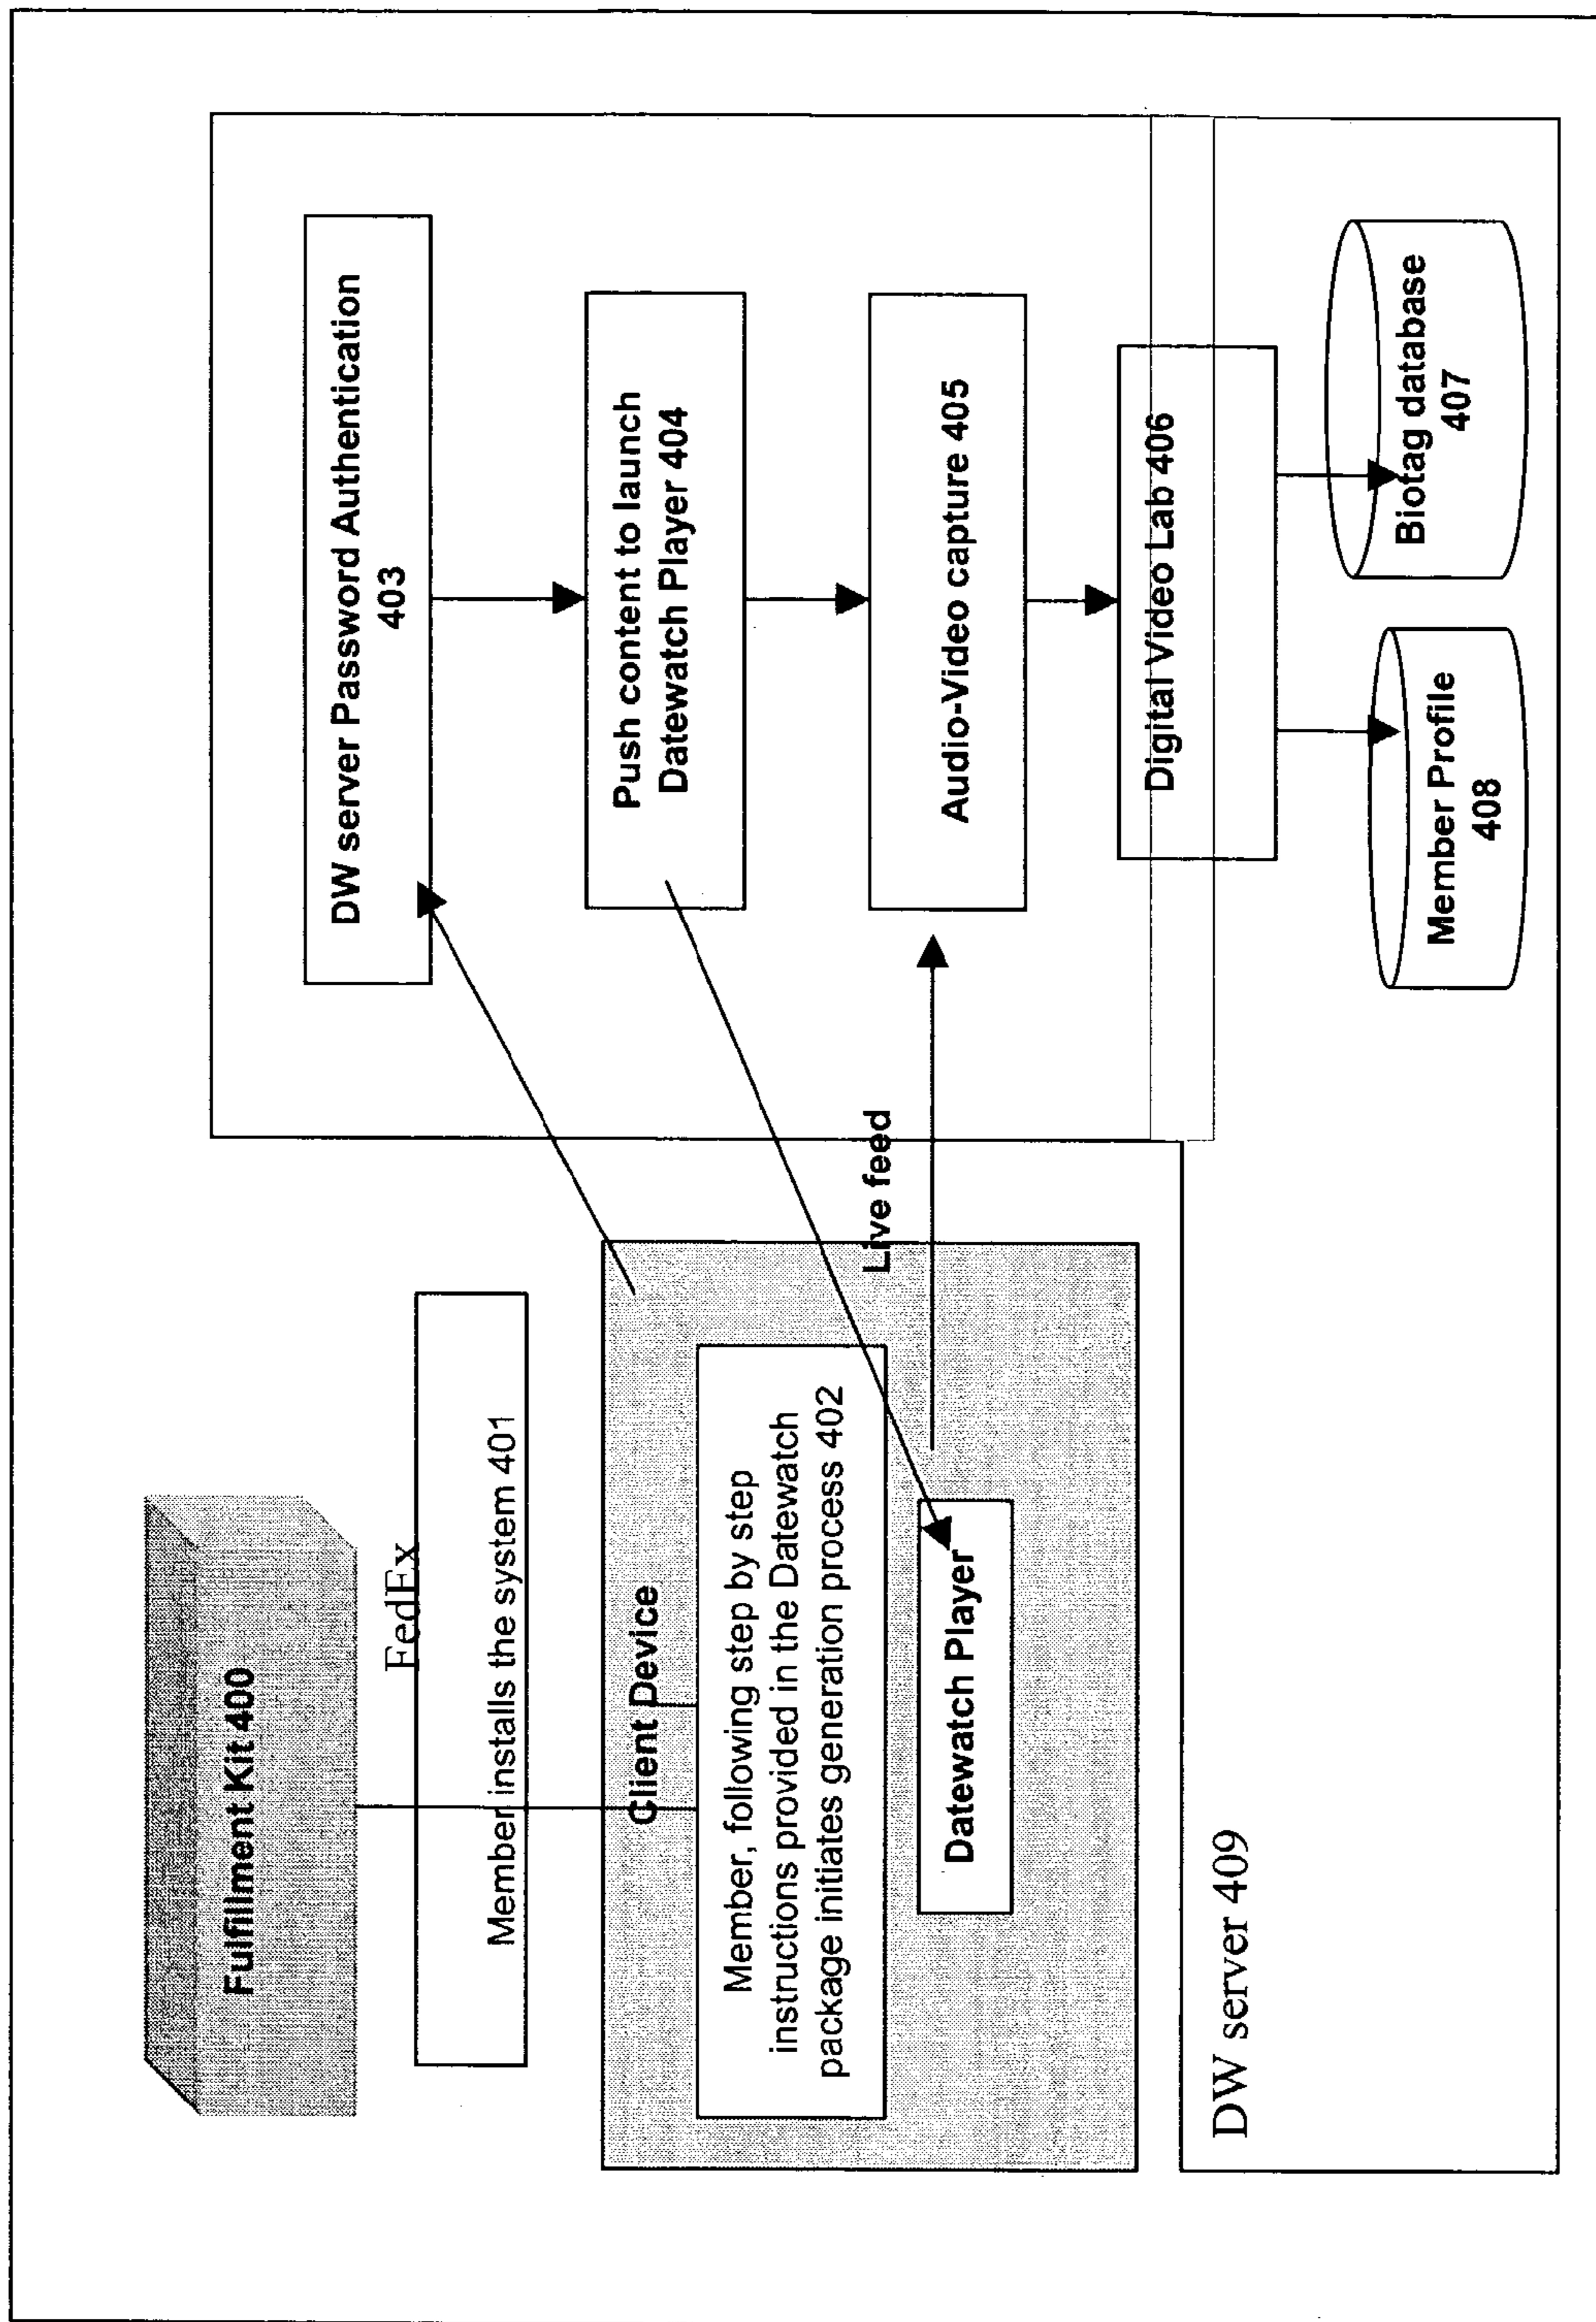 Fulfillment Kit 400
FedEx
Member installs the system 401
Client Device
Member, following step by step
instructions provided in the Datewatch
package initiates generation process 402
Datewatch Player
Live feed
DW server Password Authentication
403
Push content to launch
Datewatch Player 404
Audio-Video capture 405
Digital Video Lab 406
Member Profile
408
Biotag database
407
DW server 409